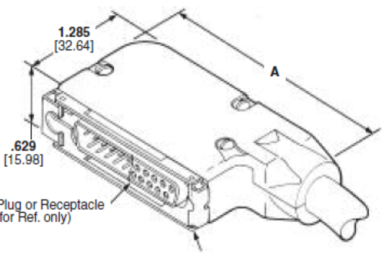 1.285
[32.64]
A
.629
[15.98]
Plug or Receptacle
for Ref. only)